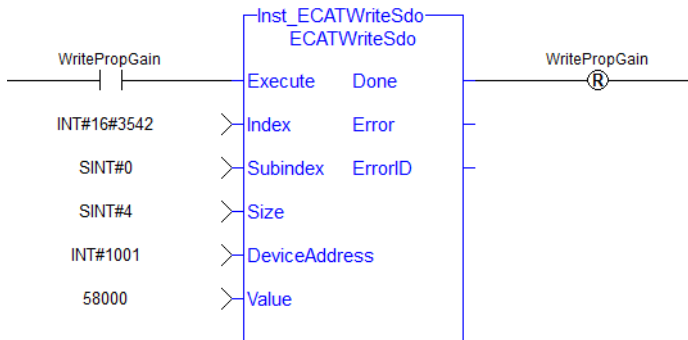 Inst_ECATWriteSdo
ECATWriteSdo
WritePropGain
WritePropGain
Execute Done
R
INT#16#3542
Index Error
SINT#0
Subindex ErrorID
SINT#4
Size
INT#1001
DeviceAddress
58000
Value